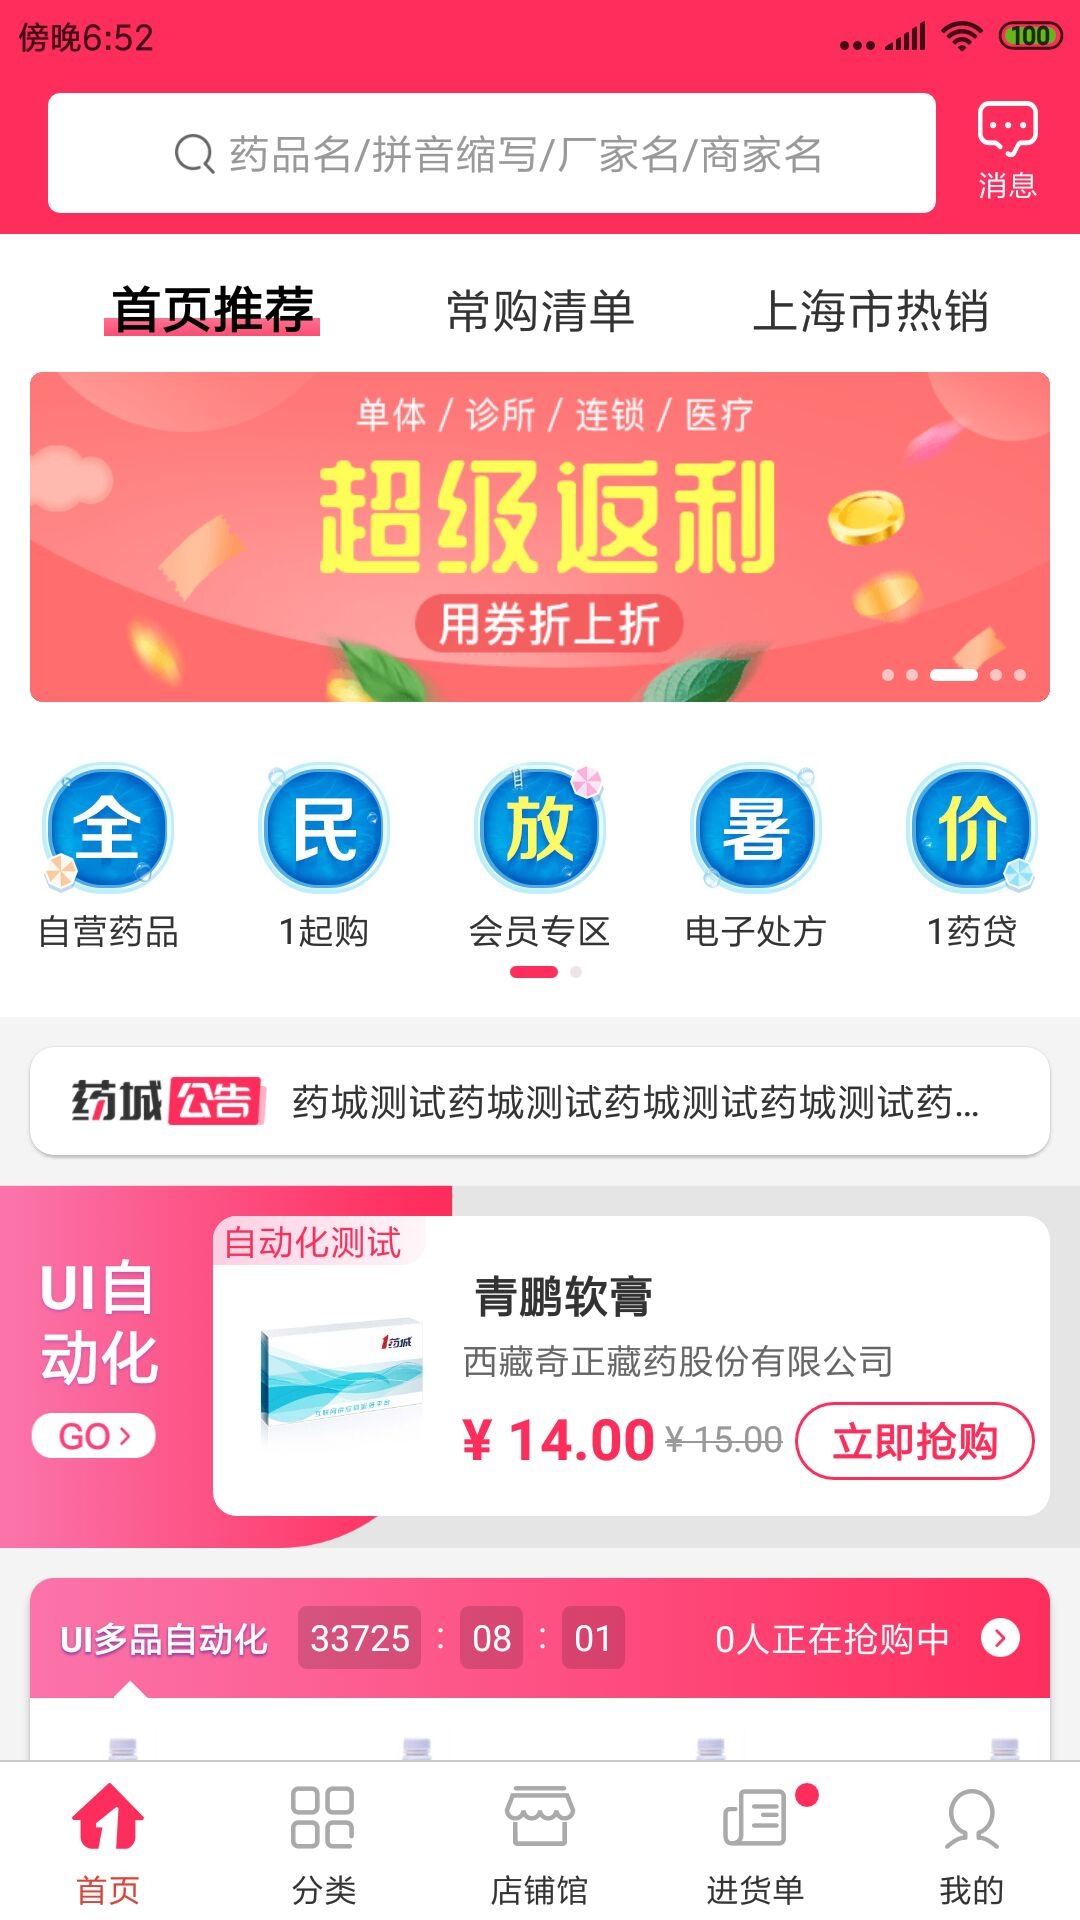 傍晚6:52
100
药品名/拼音缩写/厂家名/商家名
消息
首页推荐 常购清单 上海市热销
单体 / 诊所 / 连锁 / 医疗
超级返利
用券折上折
全 民 放 暑 价
自营药品 1起购 会员专区 电子处方 1药贷
药城公告 药城测试药城测试药城测试药城测试药...
UI自
动化
GO
自动化测试
1药城
青鹏软膏
西藏奇正藏药股份有限公司
¥ 14.00 ¥ 15.00 立即抢购
UI多品自动化 33725 : 08 : 01 0人正在抢购中
首页 分类 店铺馆 进货单 我的